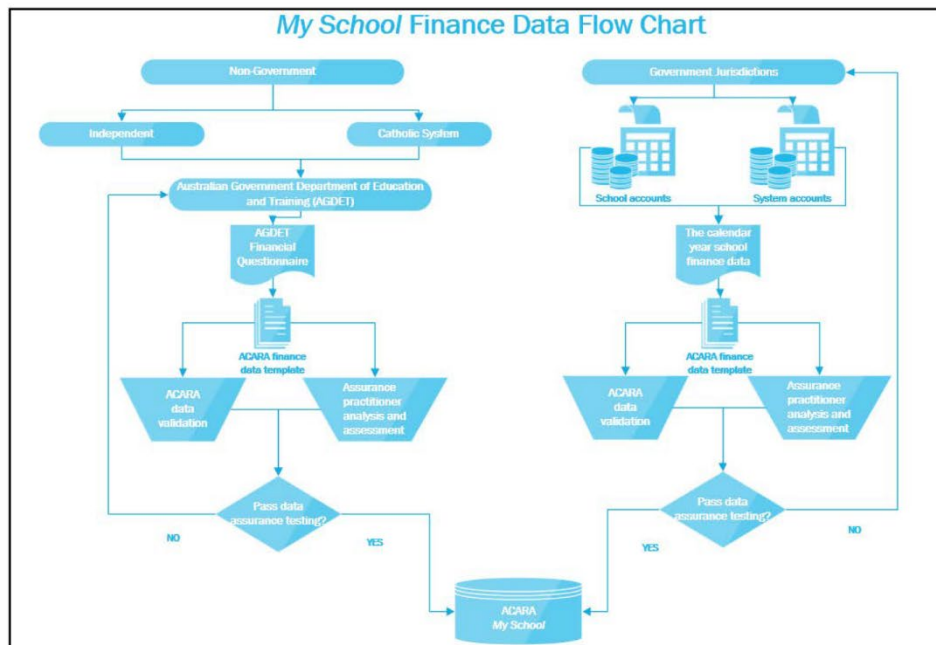 My School Finance Data Flow Chart
Non-Government
Independent
Catholic System
Australian Government Department of Education
and Training (AGDET)
AGDET
Financial
Questionnaire
ACARA finance
data template
ACARA
data
validation
Assurance
practitioner
analysis and
assessment
Pass data
assurance testing?
NO
YES
Government Jurisdictions
School accounts
System accounts
The calendar
year school
finance data
ACARA finance
data template
ACARA
data
validation
Assurance
practitioner
analysis and
assessment
Pass data
assurance testing?
YES
NO
ACARA
My School